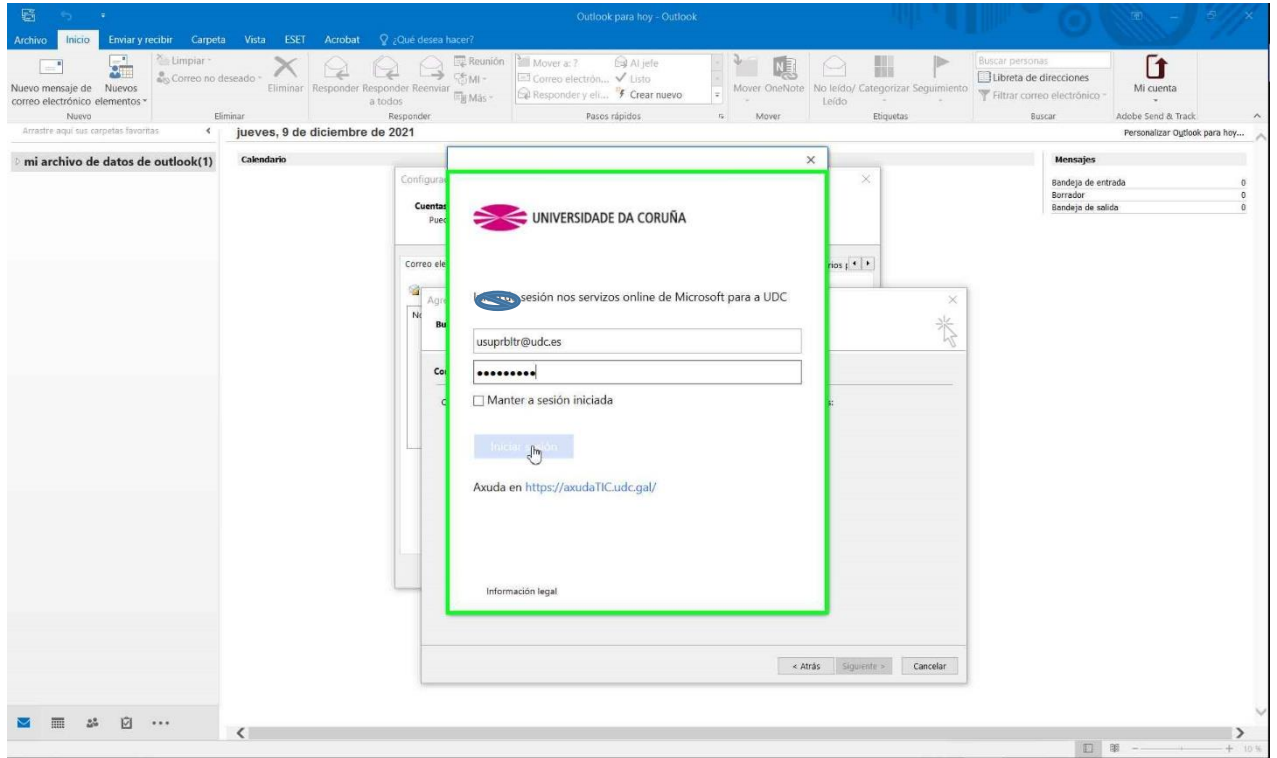 Outlook para hoy - Outlook
Archivo Inicio Enviar y recibir Carpeta Vista ESET Acrobat ¿Qué desea hacer?
Nuevo mensaje de correo electrónico
Nuevos elementos
Nuevo
Limpiar
Correo no deseado
Eliminar
Eliminar
Responder
Responder a todos
Reenviar
Reunión
MI
Más
Responder
Mover a: ?
Correo electrón...
Responder y eli...
Al jefe
Listo
Crear nuevo
Pasos rápidos
Mover
OneNote
Mover
No leído/ Leído
Categorizar
Seguimiento
Etiquetas
Buscar personas
Libreta de direcciones
Filtrar correo electrónico
Buscar
Mi cuenta
Adobe Send & Track
Arrastre aquí sus carpetas favoritas
mi archivo de datos de outlook(1)
jueves, 9 de diciembre de 2021
Personalizar Outlook para hoy...
Calendario
Mensajes
Bandeja de entrada 0
Borrador 0
Bandeja de salida 0
UNIVERSIDADE DA CORUÑA
sesión nos servizos online de Microsoft para a UDC
usuprbltr@udc.es
Manter a sesión iniciada
Iniciar sesión
Axuda en https://axudaTIC.udc.gal/
Información legal
< Atrás Siguiente > Cancelar
10 %